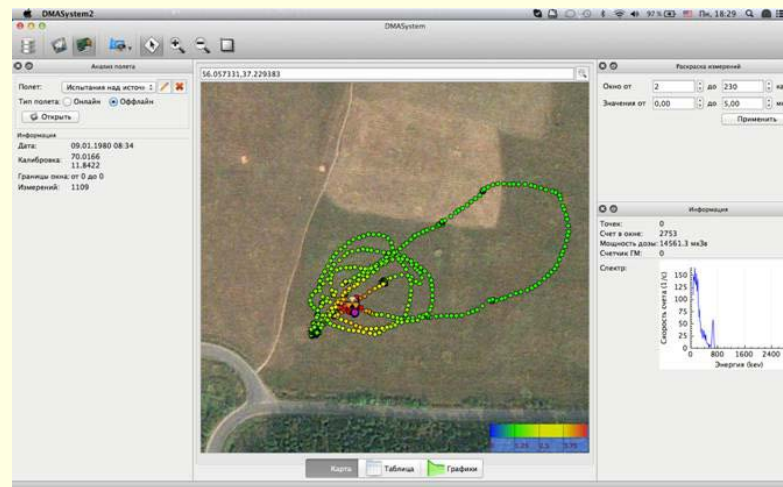 DMASystem2
97%
Пн, 18:29
DMASystem
Анализ полета
Полет:
Испытания над источн
Тип полета:
Онлайн
Оффлайн
Открыть
Информация
Дата: 09.01.1980 08:34
Калибровка: 70.0166
11.8422
Границы окна: от 0 до 0
Измерений: 1109
56.057331,37.229383
Карта
Таблица
Графики
Раскраска измерений
Окно от 2 до 230
Значения от 0,00 до 5,00
Применить
Информация
Точек: 0
Счет в окне: 2753
Мощность дозы: 14561.3 мкЗв
Счетчик ГМ: 0
Спектр:
Скорость счета (1/с)
150
125
100
75
50
25
0
0 800 1600 2400
Энергия (kev)